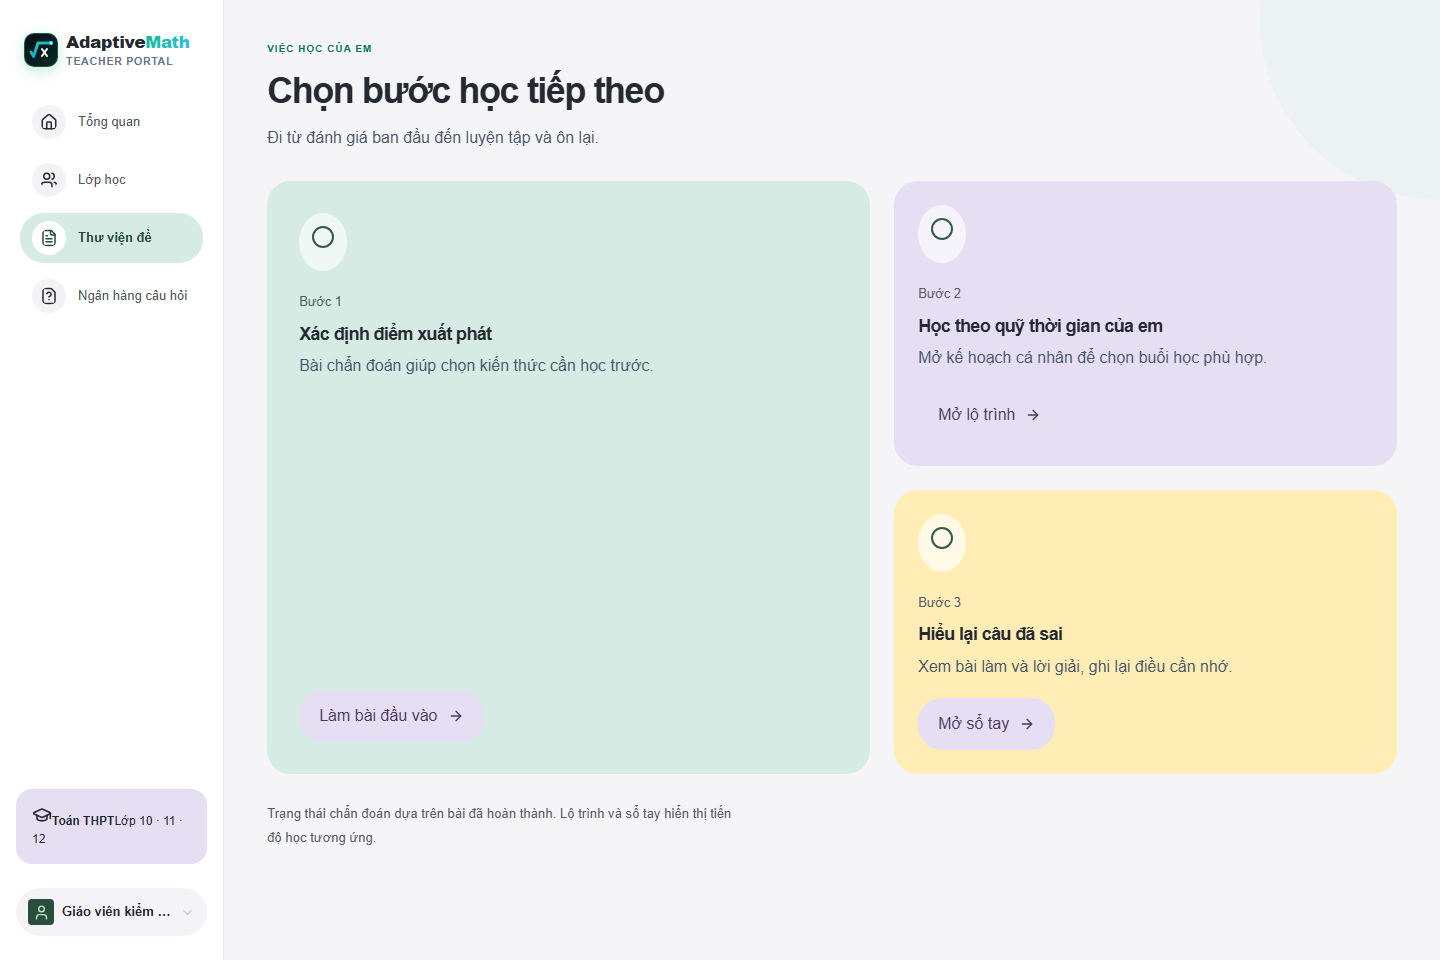 AdaptiveMath
TEACHER PORTAL
Tổng quan
Lớp học
Thư viện đề
Ngân hàng câu hỏi
Toán THPTLớp 10 · 11 ·
12
Giáo viên kiểm ...
VIỆC HỌC CỦA EM
Chọn bước học tiếp theo
Đi từ đánh giá ban đầu đến luyện tập và ôn lại.
Bước 1
Xác định điểm xuất phát
Bài chẩn đoán giúp chọn kiến thức cần học trước.
Làm bài đầu vào
Bước 2
Học theo quỹ thời gian của em
Mở kế hoạch cá nhân để chọn buổi học phù hợp.
Mở lộ trình
Bước 3
Hiểu lại câu đã sai
Xem bài làm và lời giải, ghi lại điều cần nhớ.
Mở sổ tay
Trạng thái chẩn đoán dựa trên bài đã hoàn thành. Lộ trình và sổ tay hiển thị tiến
độ học tương ứng.